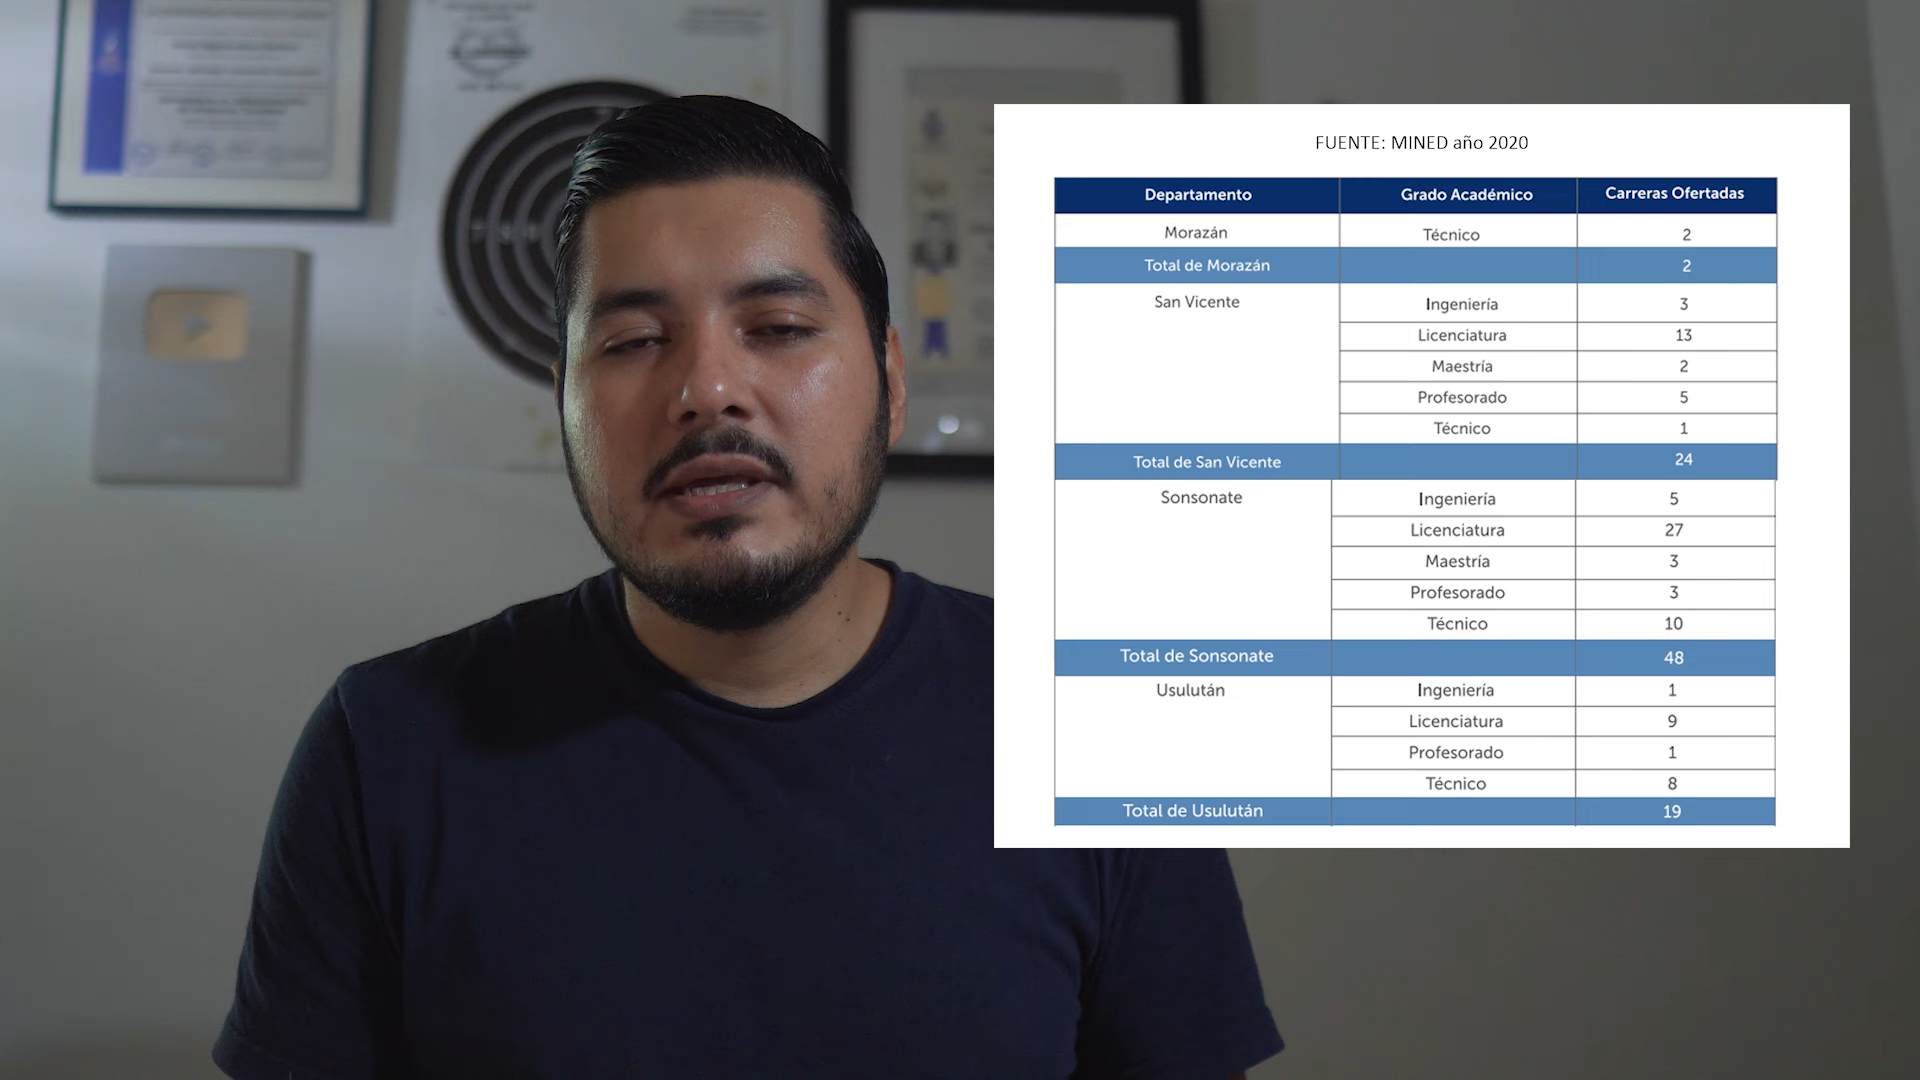 FUENTE: MINED año 2020
Departamento Grado Académico Carreras Ofertadas
Morazán Técnico 2
Total de Morazán 2
San Vicente Ingeniería 3
Licenciatura 13
Maestría 2
Profesorado 5
Técnico 1
Total de San Vicente 24
Sonsonate Ingeniería 5
Licenciatura 27
Maestría 3
Profesorado 3
Técnico 10
Total de Sonsonate 48
Usulután Ingeniería 1
Licenciatura 9
Profesorado 1
Técnico 8
Total de Usulután 19